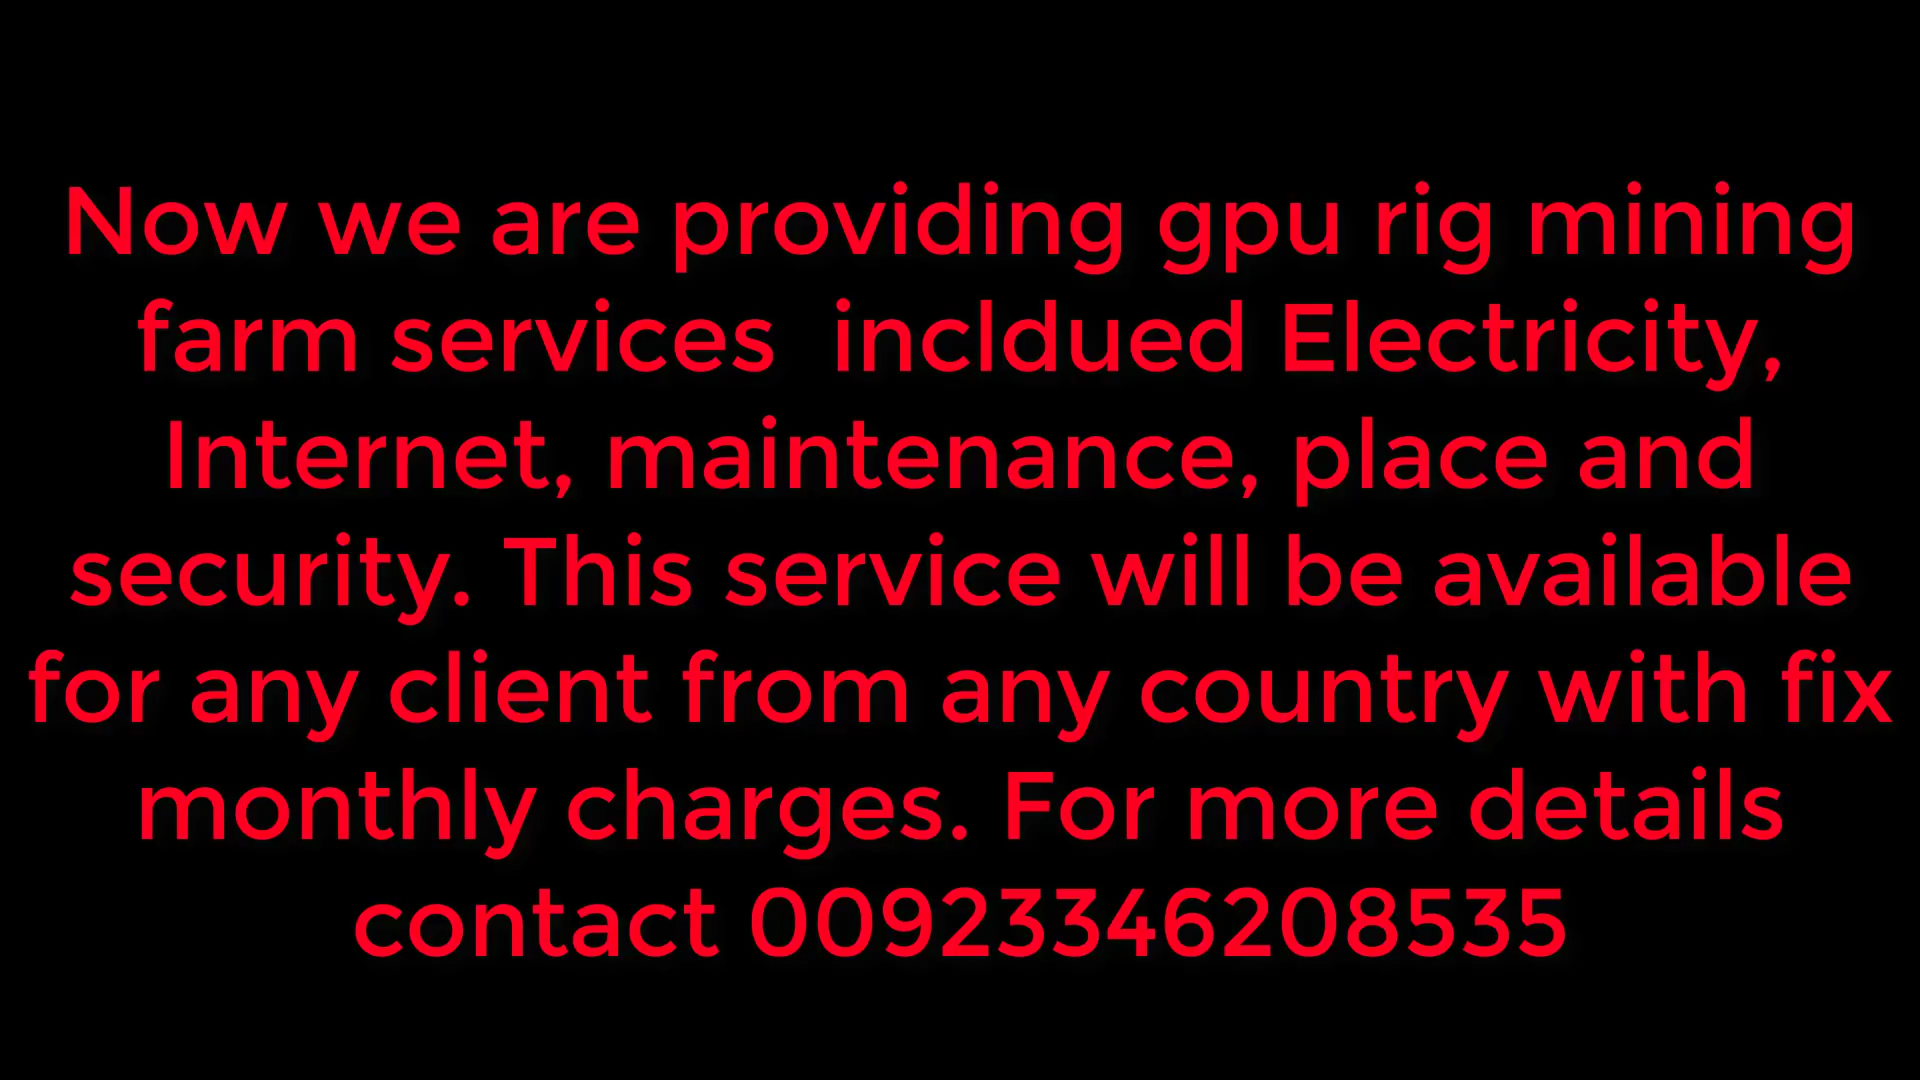 Now we are providing gpu rig mining
farm services  incldued Electricity,
Internet, maintenance, place and
security. This service will be available
for any client from any country with fix
monthly charges. For more details
contact 00923346208535